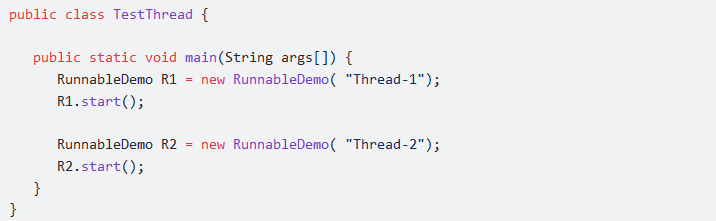 public class TestThread {
public static void main(String args[]) {
RunnableDemo R1 = new RunnableDemo( "Thread-1");
R1.start();
RunnableDemo R2 = new RunnableDemo( "Thread-2");
R2.start();
}
}